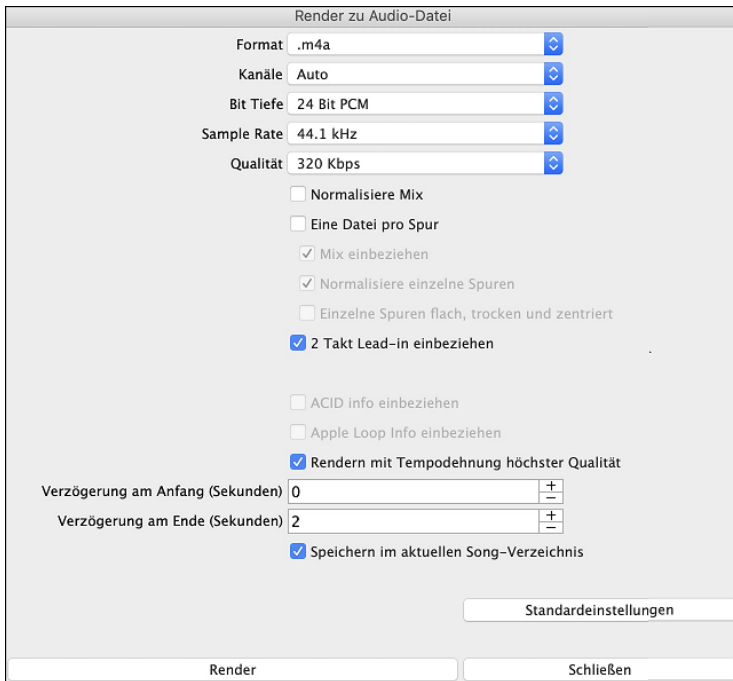 Render zu Audio-Datei
Format .m4a
Kanäle Auto
Bit Tiefe 24 Bit PCM
Sample Rate 44.1 kHz
Qualität 320 Kbps
Normalisiere Mix
Eine Datei pro Spur
Mix einbeziehen
Normalisiere einzelne Spuren
Einzelne Spuren flach, trocken und zentriert
2 Takt Lead-in einbeziehen
ACID info einbeziehen
Apple Loop Info einbeziehen
Rendern mit Tempodehnung höchster Qualität
Verzögerung am Anfang (Sekunden) 0 + −
Verzögerung am Ende (Sekunden) 2 + −
Speichern im aktuellen Song-Verzeichnis
Standardeinstellungen
Render Schließen